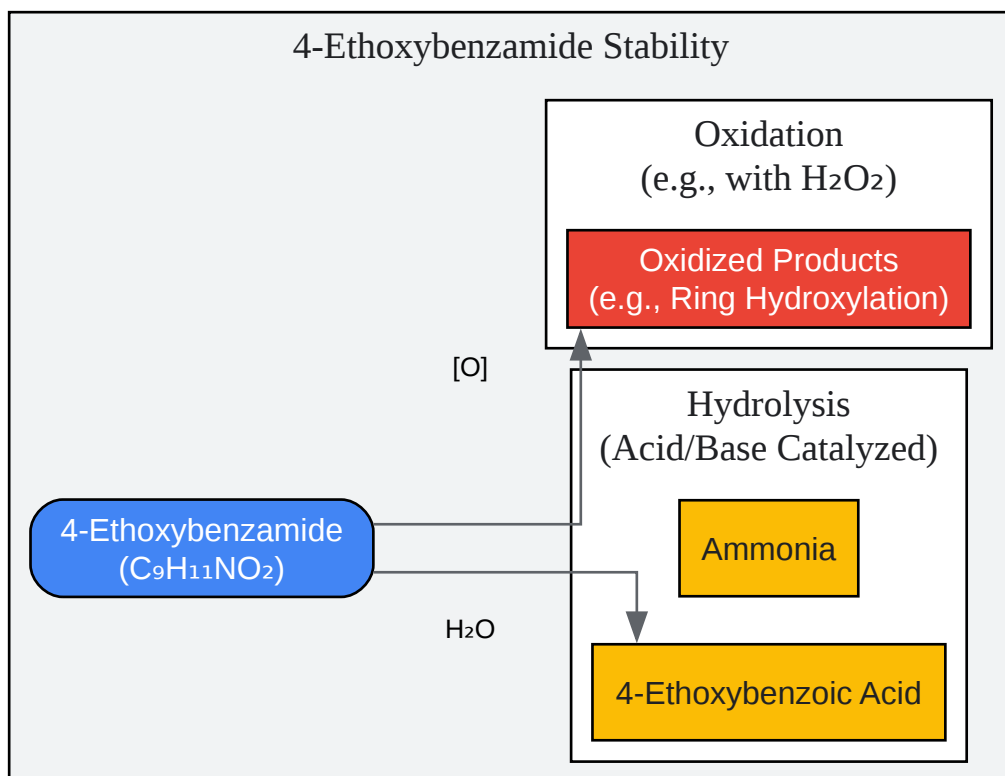 4-Ethoxybenzamide Stability
Oxidation
(e.g., with H₂O₂)
Oxidized Products
(e.g., Ring Hydroxylation)
[O]
Hydrolysis
(Acid/Base Catalyzed)
4-Ethoxybenzamide
(C₉H₁₁NO₂)
Ammonia
H₂O
4-Ethoxybenzoic Acid